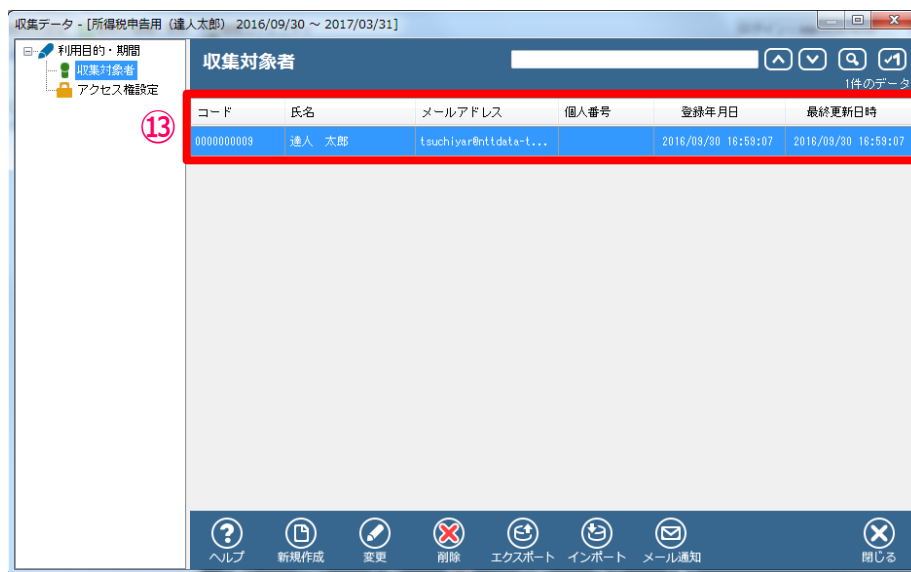 収集データ - [所得税申告用（達人太郎） 2016/09/30 ～ 2017/03/31]
利用目的・期間
収集対象者
アクセス権設定
収集対象者
1件のデータ
⑬
コード 氏名 メールアドレス 個人番号 登録年月日 最終更新日時
0000000009 達人 太郎 tsuchiyar@nttdata-t... 2016/09/30 16:59:07 2016/09/30 16:59:07
ヘルプ 新規作成 変更 削除 エクスポート インポート メール通知 閉じる